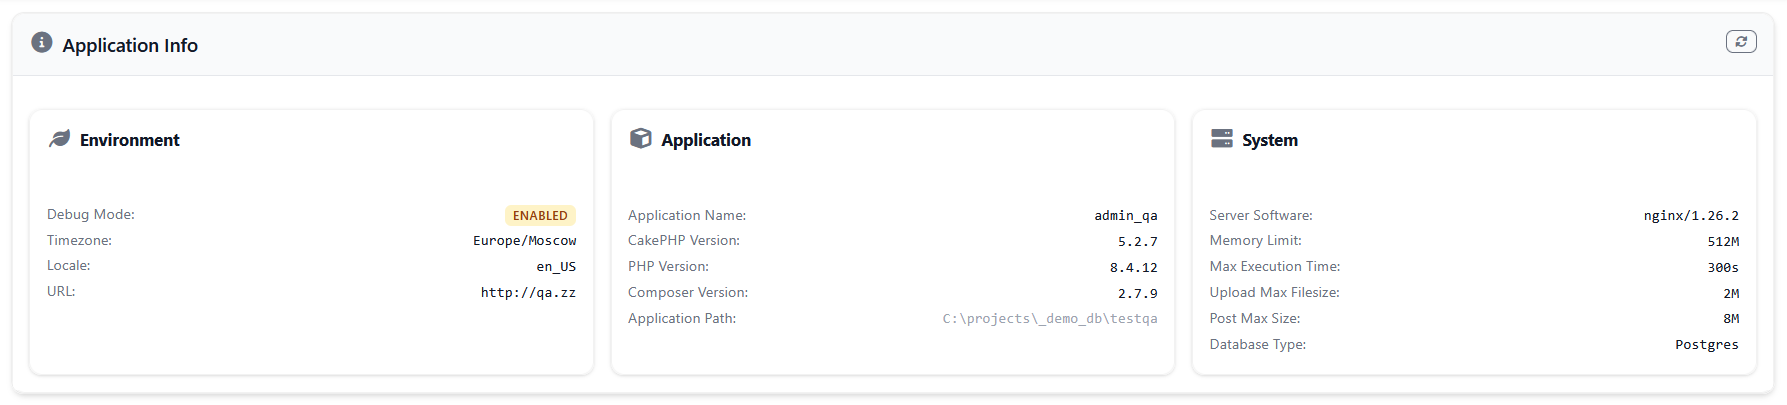 Application Info
Environment
Debug Mode: ENABLED
Timezone: Europe/Moscow
Locale: en_US
URL: http://qa.zz
Application
Application Name: admin_qa
CakePHP Version: 5.2.7
PHP Version: 8.4.12
Composer Version: 2.7.9
Application Path: C:\projects\_demo_db\testqa
System
Server Software: nginx/1.26.2
Memory Limit: 512M
Max Execution Time: 300s
Upload Max Filesize: 2M
Post Max Size: 8M
Database Type: Postgres